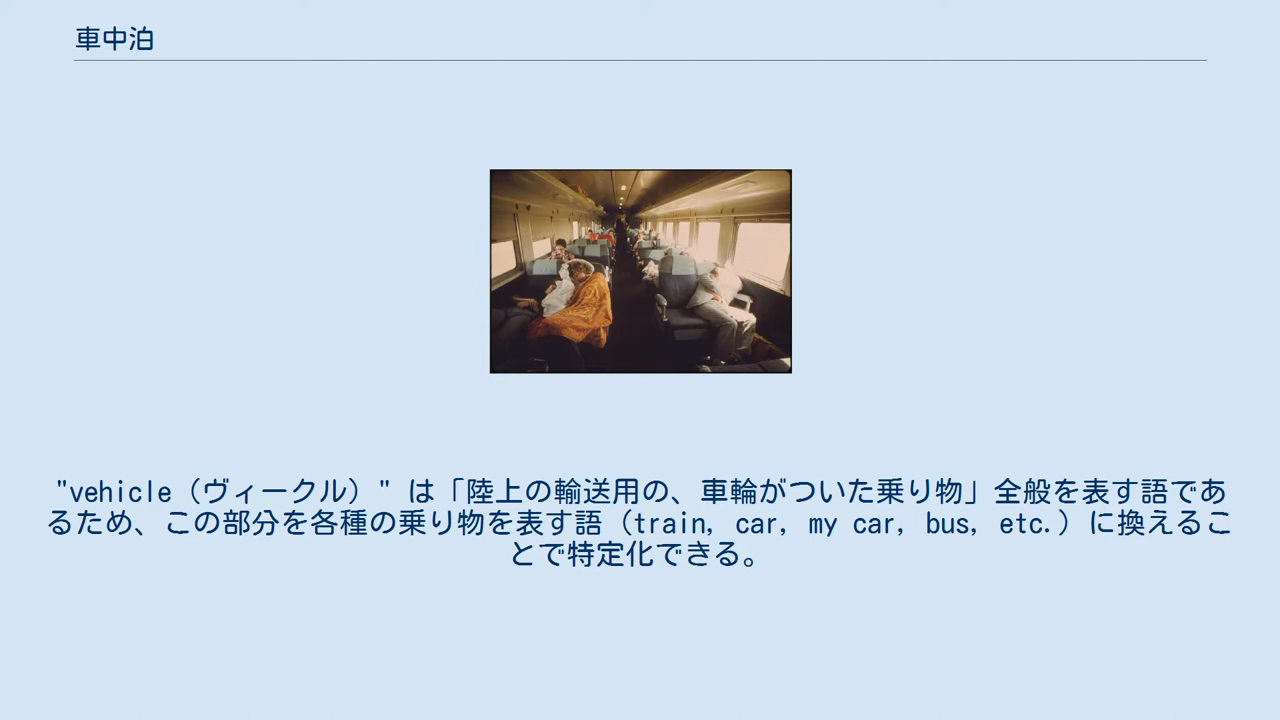 車中泊
"vehicle（ヴィークル）" は「陸上の輸送用の、車輪がついた乗り物」全般を表す語であ
るため、この部分を各種の乗り物を表す語（train, car, my car, bus, etc.）に換えるこ
とで特定化できる。